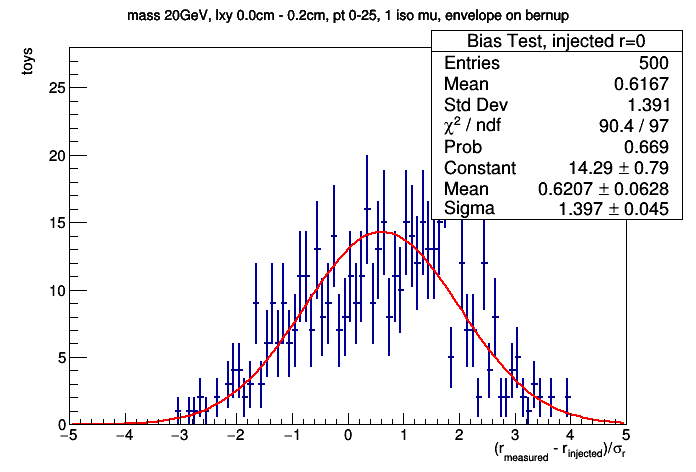 mass 20GeV, lxy 0.0cm - 0.2cm, pt 0-25, 1 iso mu, envelope on bernup
toys
Bias Test, injected r=0
Entries 500
Mean 0.6167
Std Dev 1.391
χ² / ndf 90.4 / 97
Prob 0.669
Constant 14.29 ± 0.79
Mean 0.6207 ± 0.0628
Sigma 1.397 ± 0.045
25
20
15
10
5
0
−5 −4 −3 −2 −1 0 1 2 3 4 5
(r_measured - r_injected)/σ_r